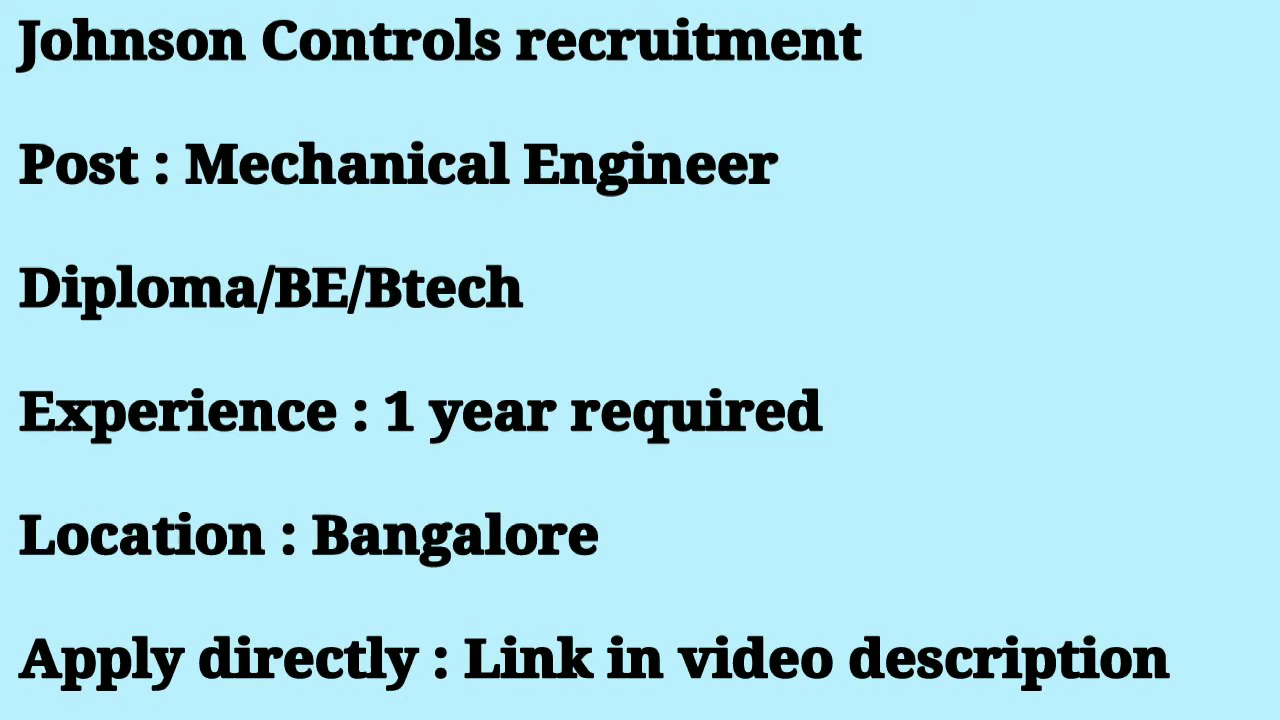 Johnson Controls recruitment
Post : Mechanical Engineer
Diploma/BE/Btech
Experience : 1 year required
Location : Bangalore
Apply directly : Link in video description